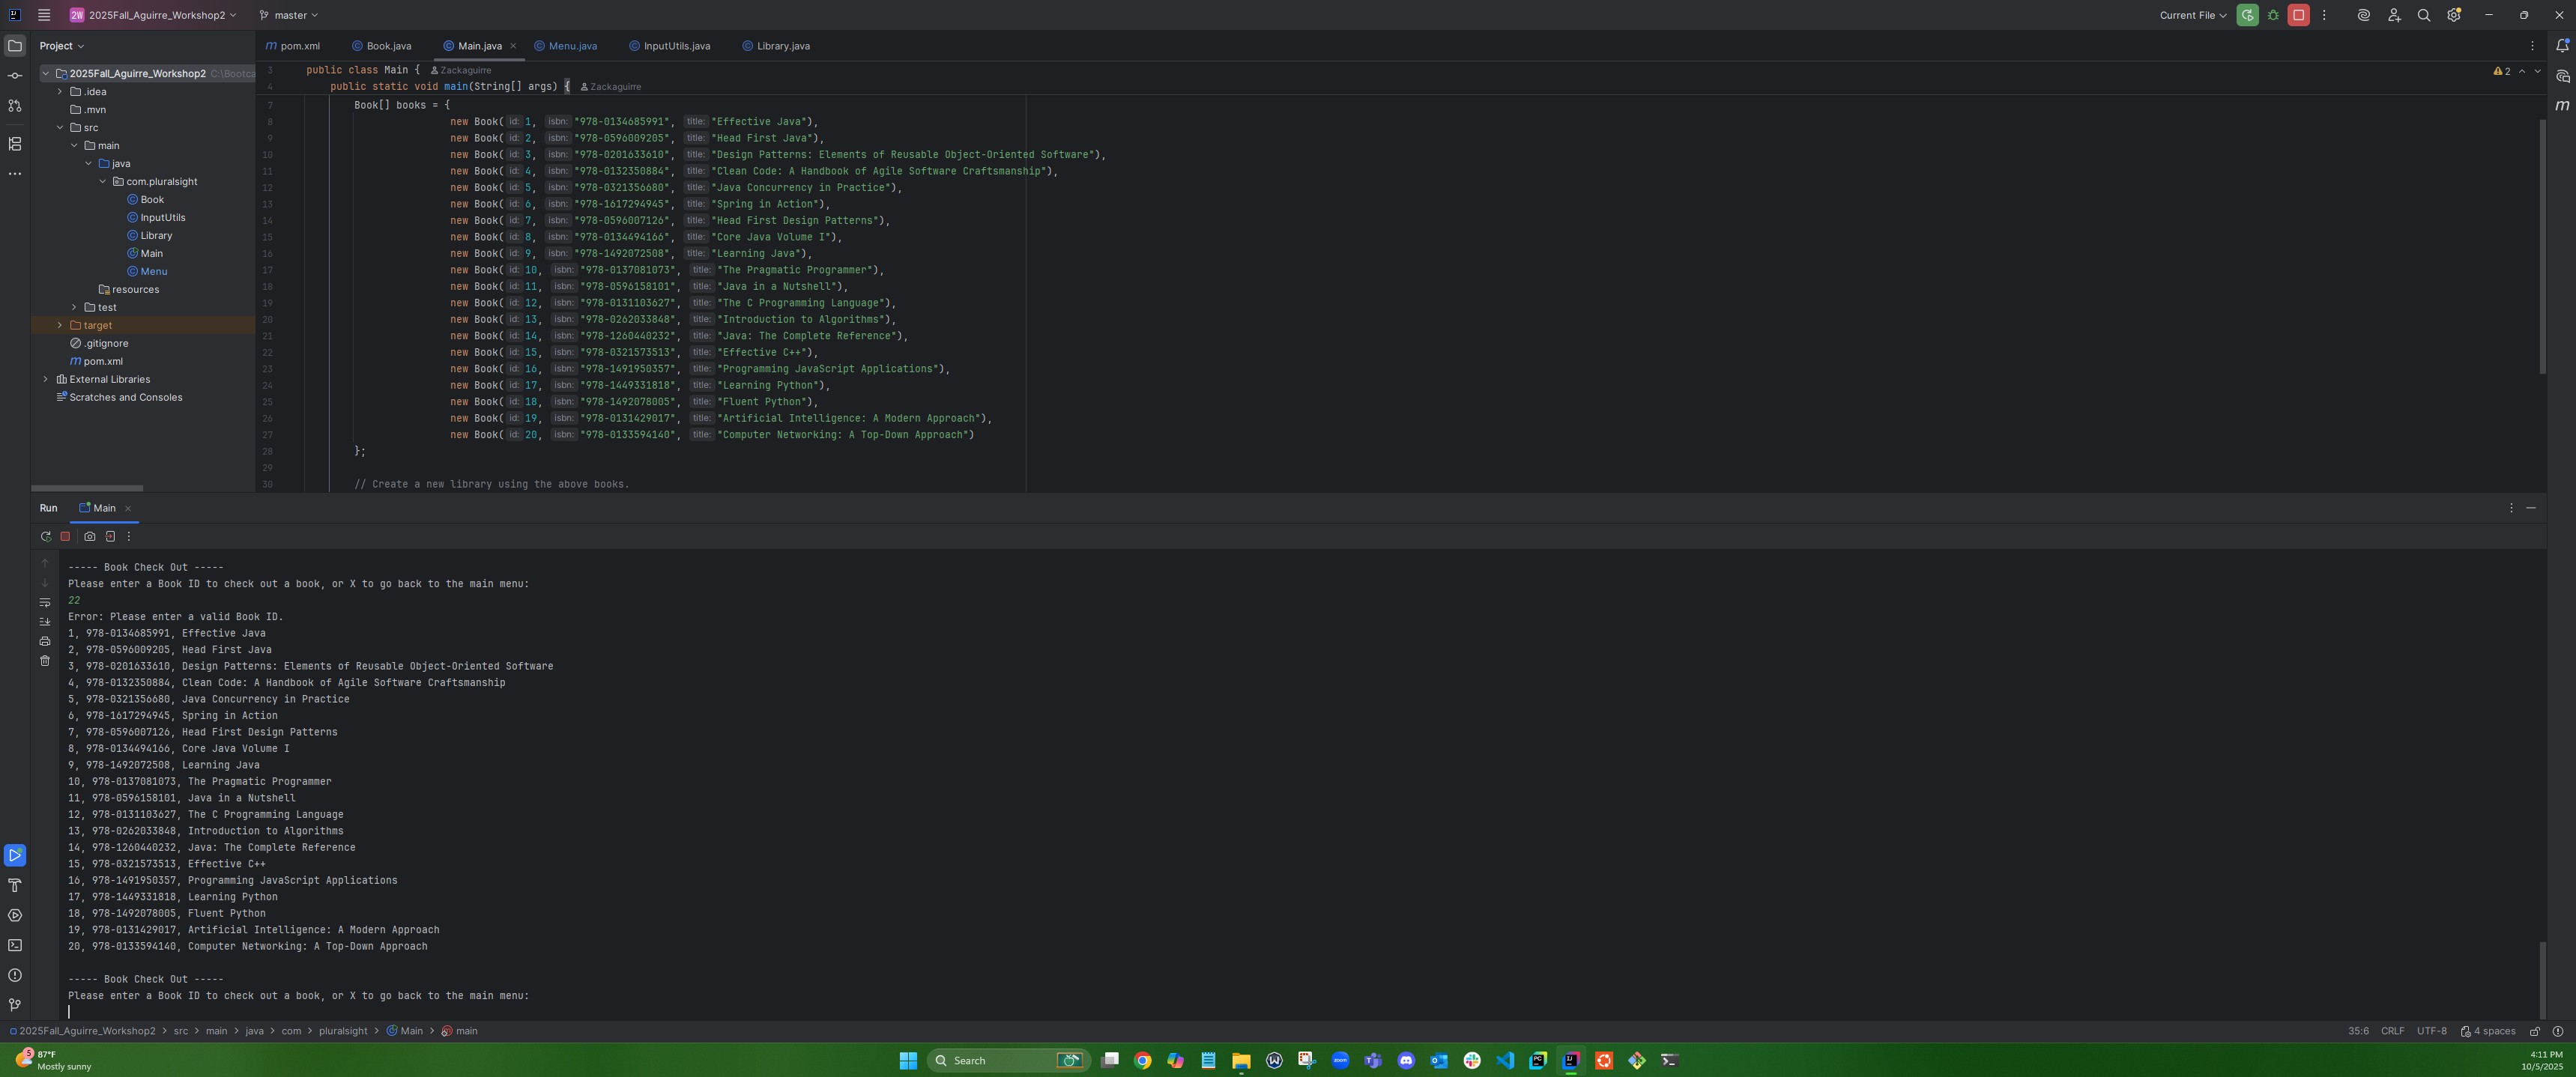 2W 2025Fall_Aguirre_Workshop2 master Current File
Project
pom.xml Book.java Main.java Menu.java InputUtils.java Library.java
2025Fall_Aguirre_Workshop2 C:\Bootca
.idea
.mvn
src
main
java
com.pluralsight
Book
InputUtils
Library
Main
Menu
resources
test
target
.gitignore
pom.xml
External Libraries
Scratches and Consoles
3 public class Main { Zackaguirre
4 public static void main(String[] args) { Zackaguirre
2
7 Book[] books = {
8 new Book( id: 1, isbn: "978-0134685991", title: "Effective Java"),
9 new Book( id: 2, isbn: "978-0596009205", title: "Head First Java"),
10 new Book( id: 3, isbn: "978-0201633610", title: "Design Patterns: Elements of Reusable Object-Oriented Software"),
11 new Book( id: 4, isbn: "978-0132350884", title: "Clean Code: A Handbook of Agile Software Craftsmanship"),
12 new Book( id: 5, isbn: "978-0321356680", title: "Java Concurrency in Practice"),
13 new Book( id: 6, isbn: "978-1617294945", title: "Spring in Action"),
14 new Book( id: 7, isbn: "978-0596007126", title: "Head First Design Patterns"),
15 new Book( id: 8, isbn: "978-0134494166", title: "Core Java Volume I"),
16 new Book( id: 9, isbn: "978-1492072508", title: "Learning Java"),
17 new Book( id: 10, isbn: "978-0137081073", title: "The Pragmatic Programmer"),
18 new Book( id: 11, isbn: "978-0596158101", title: "Java in a Nutshell"),
19 new Book( id: 12, isbn: "978-0131103627", title: "The C Programming Language"),
20 new Book( id: 13, isbn: "978-0262033848", title: "Introduction to Algorithms"),
21 new Book( id: 14, isbn: "978-1260440232", title: "Java: The Complete Reference"),
22 new Book( id: 15, isbn: "978-0321573513", title: "Effective C++"),
23 new Book( id: 16, isbn: "978-1491950357", title: "Programming JavaScript Applications"),
24 new Book( id: 17, isbn: "978-1449331818", title: "Learning Python"),
25 new Book( id: 18, isbn: "978-1492078005", title: "Fluent Python"),
26 new Book( id: 19, isbn: "978-0131429017", title: "Artificial Intelligence: A Modern Approach"),
27 new Book( id: 20, isbn: "978-0133594140", title: "Computer Networking: A Top-Down Approach")
28 };
29
30 // Create a new library using the above books.
Run Main
----- Book Check Out -----
Please enter a Book ID to check out a book, or X to go back to the main menu:
22
Error: Please enter a valid Book ID.
1, 978-0134685991, Effective Java
2, 978-0596009205, Head First Java
3, 978-0201633610, Design Patterns: Elements of Reusable Object-Oriented Software
4, 978-0132350884, Clean Code: A Handbook of Agile Software Craftsmanship
5, 978-0321356680, Java Concurrency in Practice
6, 978-1617294945, Spring in Action
7, 978-0596007126, Head First Design Patterns
8, 978-0134494166, Core Java Volume I
9, 978-1492072508, Learning Java
10, 978-0137081073, The Pragmatic Programmer
11, 978-0596158101, Java in a Nutshell
12, 978-0131103627, The C Programming Language
13, 978-0262033848, Introduction to Algorithms
14, 978-1260440232, Java: The Complete Reference
15, 978-0321573513, Effective C++
16, 978-1491950357, Programming JavaScript Applications
17, 978-1449331818, Learning Python
18, 978-1492078005, Fluent Python
19, 978-0131429017, Artificial Intelligence: A Modern Approach
20, 978-0133594140, Computer Networking: A Top-Down Approach
----- Book Check Out -----
Please enter a Book ID to check out a book, or X to go back to the main menu:
2025Fall_Aguirre_Workshop2 > src > main > java > com > pluralsight > Main > main 35:6 CRLF UTF-8 4 spaces
5 87°F
Mostly sunny
Search
4:11 PM
10/5/2025